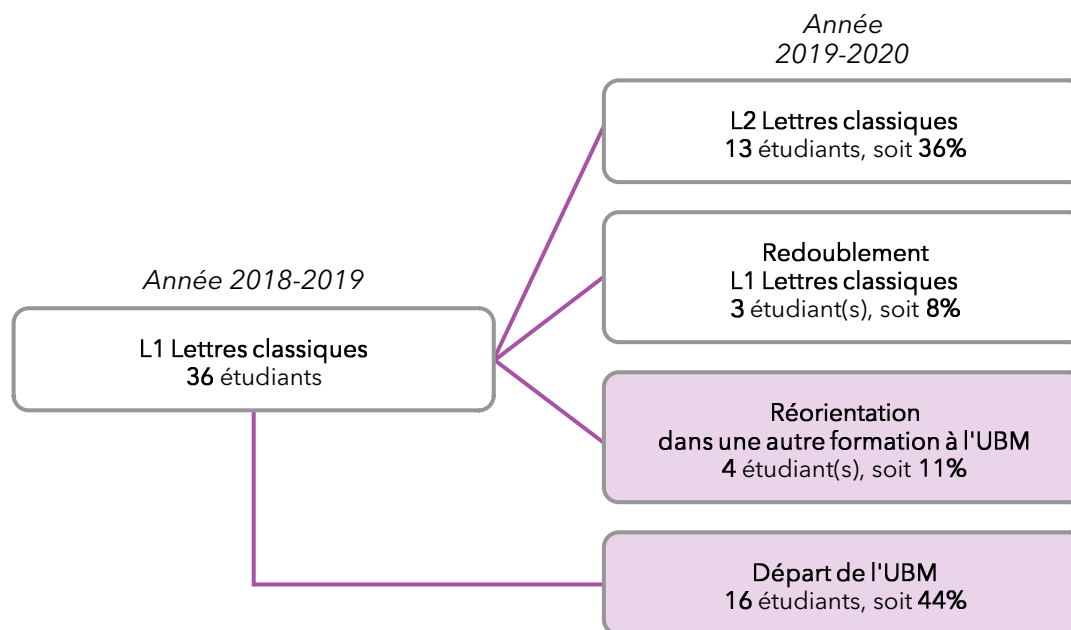 Année
2019-2020
L2 Lettres classiques
13 étudiants, soit 36%
Redoublement
L1 Lettres classiques
3 étudiant(s), soit 8%
Année 2018-2019
L1 Lettres classiques
36 étudiants
Réorientation
dans une autre formation à l'UBM
4 étudiant(s), soit 11%
Départ de l'UBM
16 étudiants, soit 44%